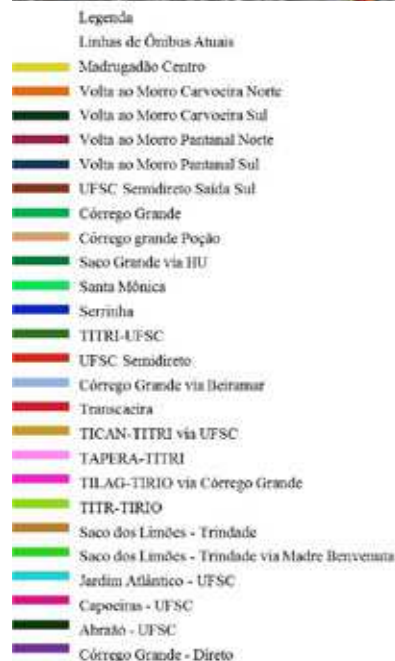 Legenda
Linhas de Ônibus Atuais
Madrugadão Centro
Volta ao Morro Carvoeira Norte
Volta ao Morro Carvoeira Sul
Volta ao Morro Pantanal Norte
Volta ao Morro Pantanal Sul
UFSC Semidireto Saída Sul
Córrego Grande
Córrego grande Poção
Saco Grande via HU
Santa Mônica
Serrinha
TITRI-UFSC
UFSC Semidireto
Córrego Grande via Beiramar
Transcaeira
TICAN-TITRI via UFSC
TAPERA-TITRI
TILAG-TIRIO via Córrego Grande
TITR-TIRIO
Saco dos Limões - Trindade
Saco dos Limões - Trindade via Madre Benvenuta
Jardim Atlântico - UFSC
Capoeiras - UFSC
Abraão - UFSC
Córrego Grande - Direto